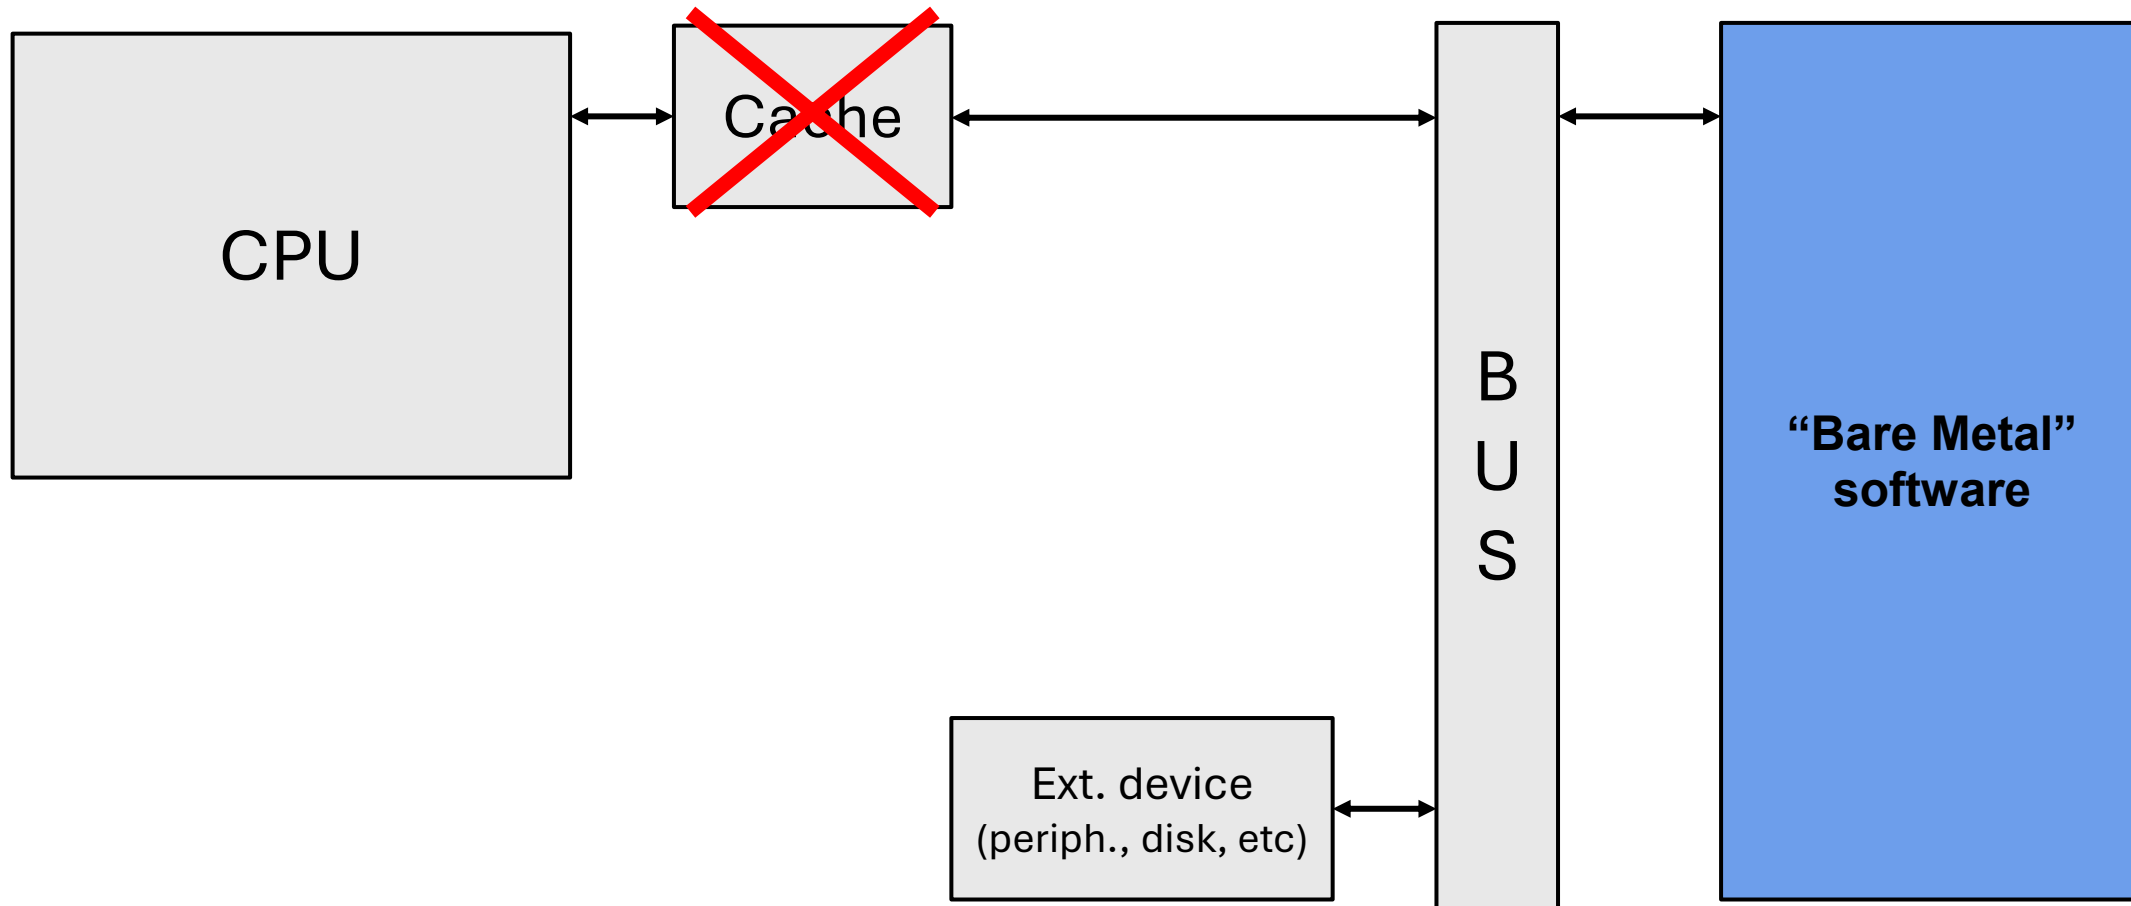 CPU
Cache
B
U
S
“Bare Metal”
software
Ext. device
(periph., disk, etc)